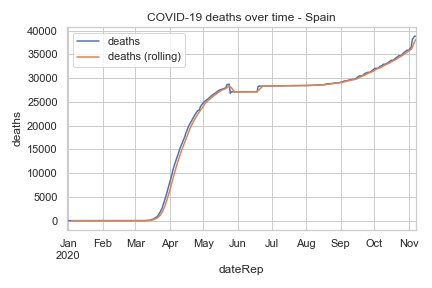 COVID-19 deaths over time - Spain
deaths
deaths (rolling)
40000
35000
30000
25000
20000
15000
10000
5000
0
deaths
Jan Feb Mar Apr May Jun Jul Aug Sep Oct Nov
2020
dateRep